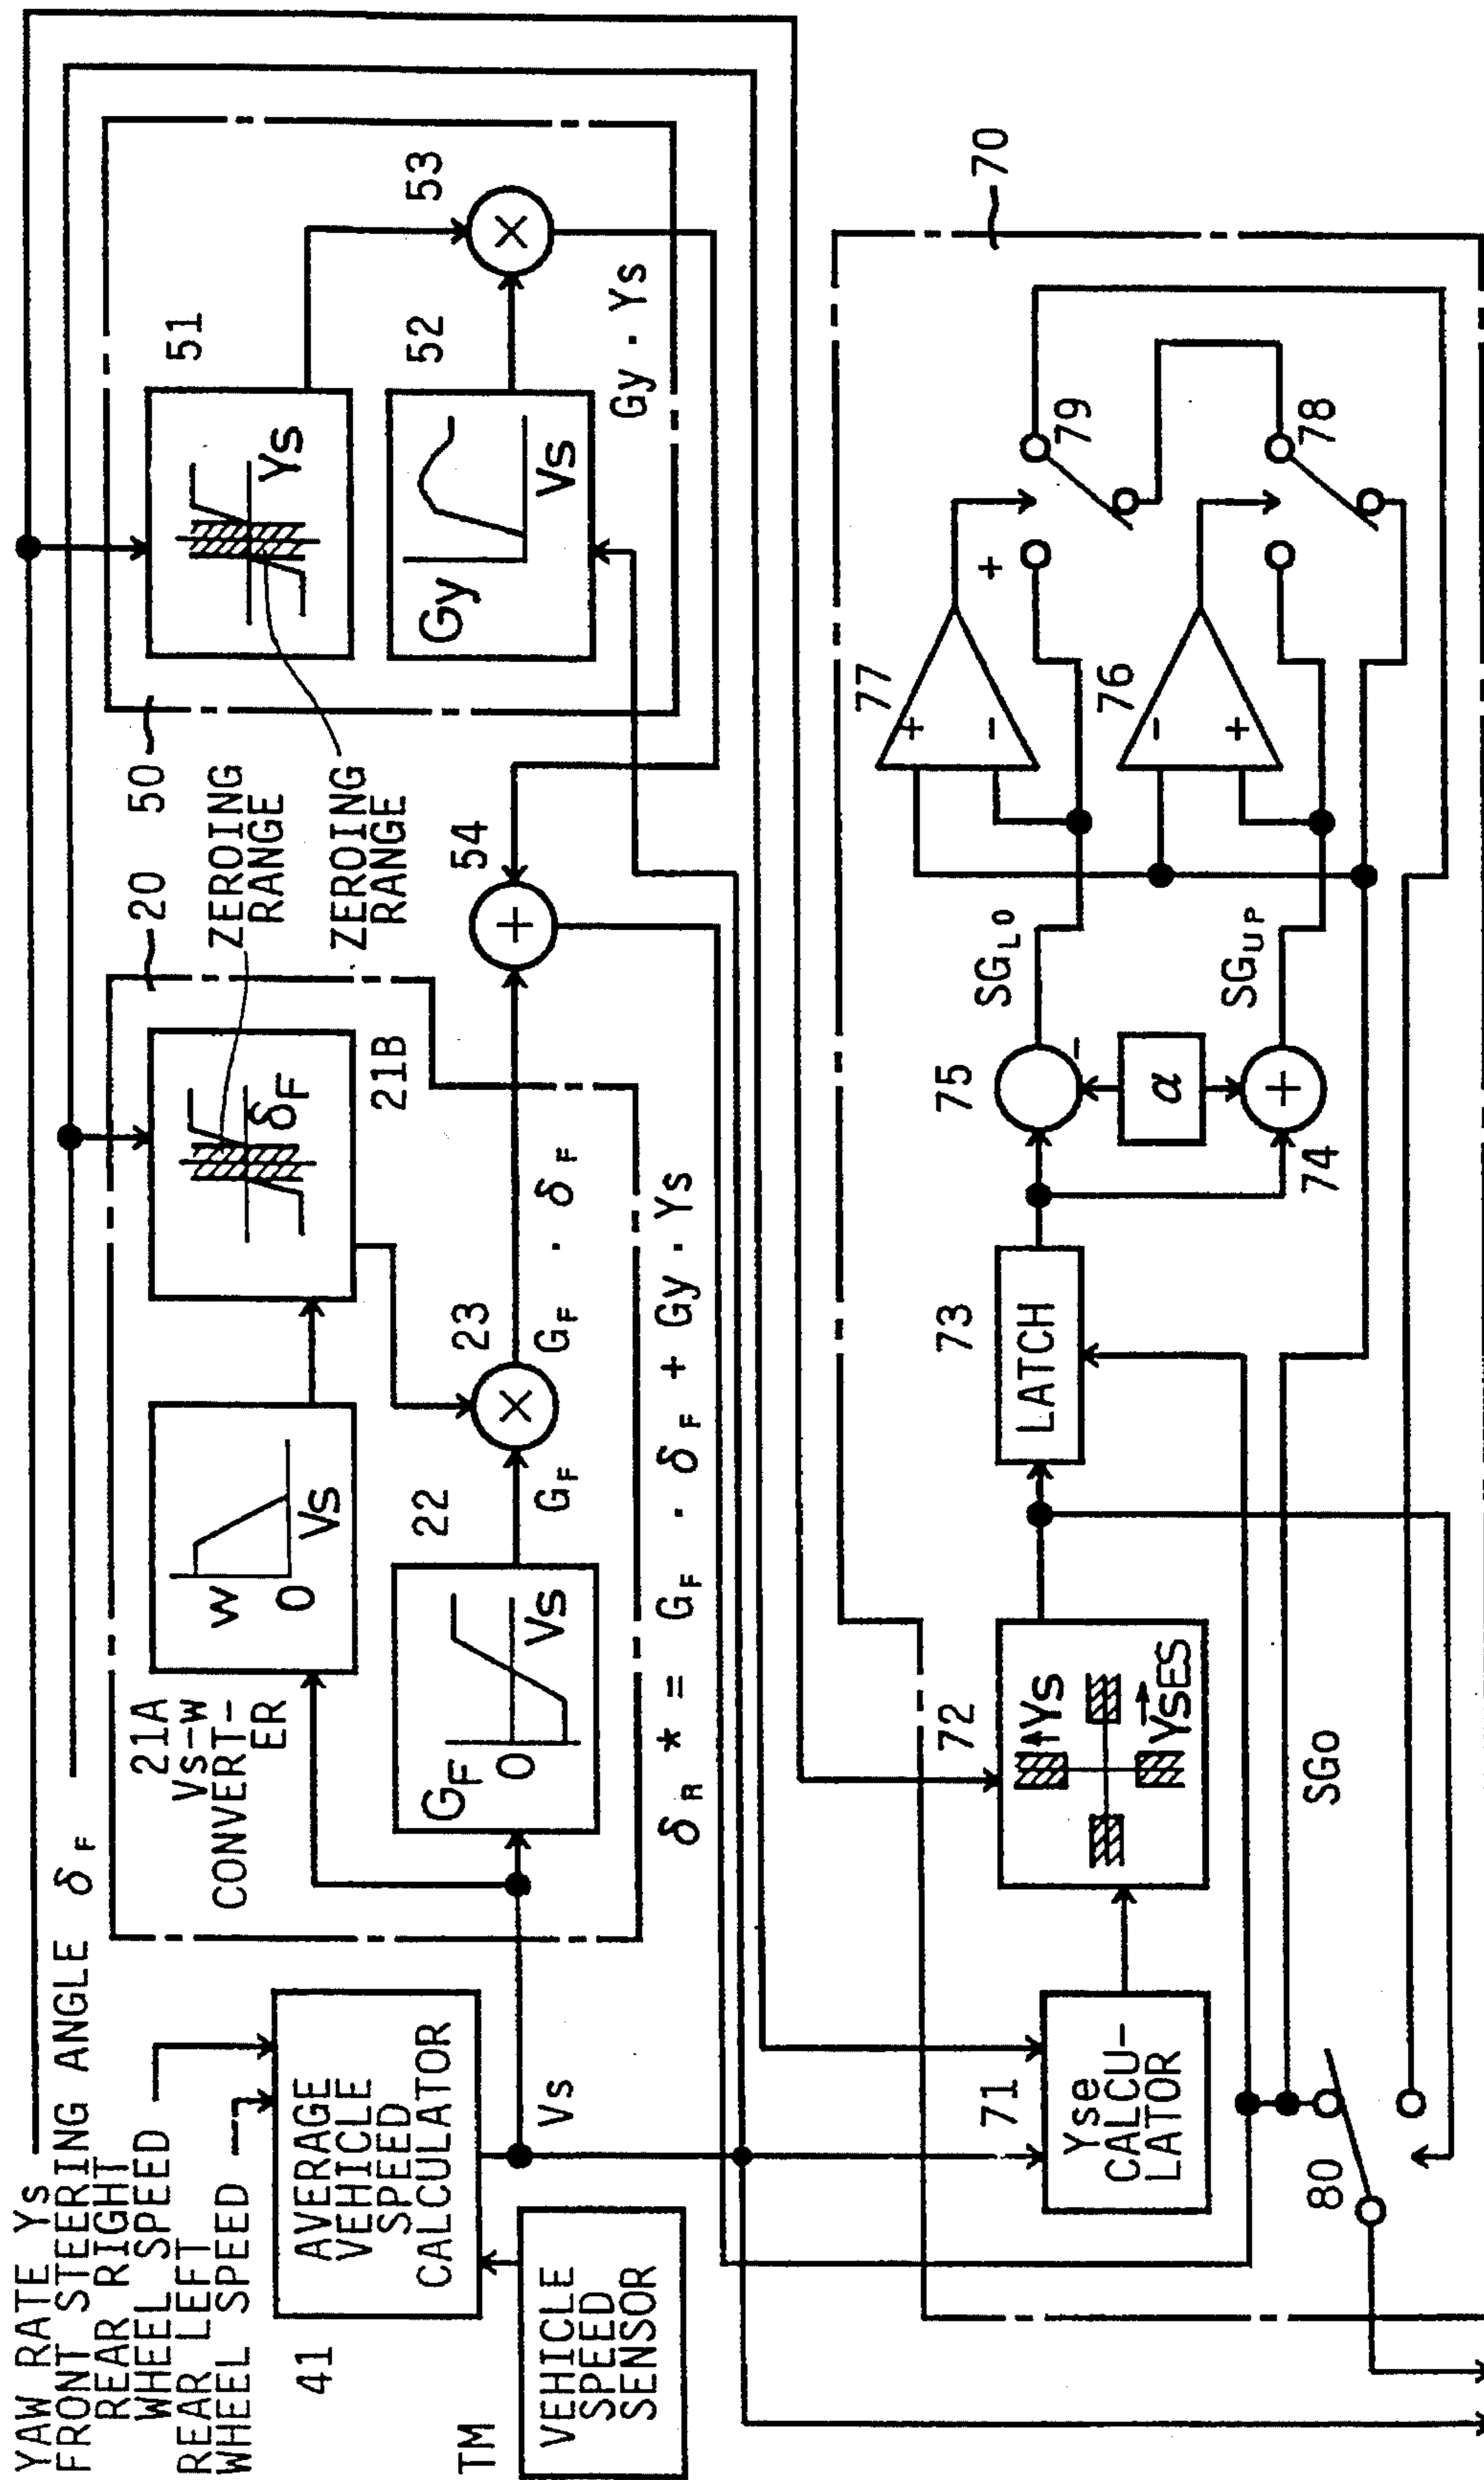 YAW RATE Ys
FRONT STEERING ANGLE δF
REAR RIGHT
WHEEL SPEED
REAR LEFT
WHEEL SPEED
41
AVERAGE
VEHICLE
SPEED
CALCULATOR
TM
VEHICLE
SPEED
SENSOR
Vs
21A
Vs-w
CONVERT-
ER
W
0
Vs
22
GF
0
Vs
GF
23
GF · δF
21B
δF
20
50
ZEROING
RANGE
ZEROING
RANGE
54
+
51
Ys
52
Gy
Vs
53
×
×
Gy · Ys
δR * = GF · δF + Gy · Ys
70
71
Yse
CALCU-
LATOR
72
Ys
YSES
73
LATCH
75
-
α
74
+
SGLO
SGUP
77
+
-
76
-
+
79
+
78
SGO
80